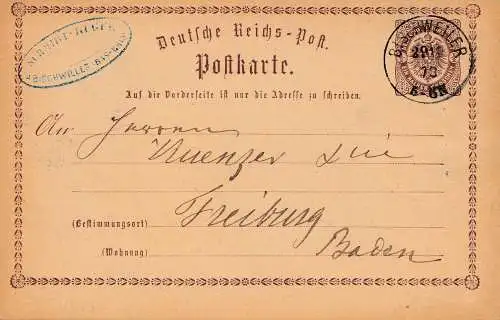 Deutsche Reichs-Post.
Postkarte.
BISCHWEILER
Auf die Vorderseite ist nur die Adresse zu schreiben.
An Herren
Kuenzer & Cie
(Bestimmungsort) Freiburg
(Wohnung) Baden